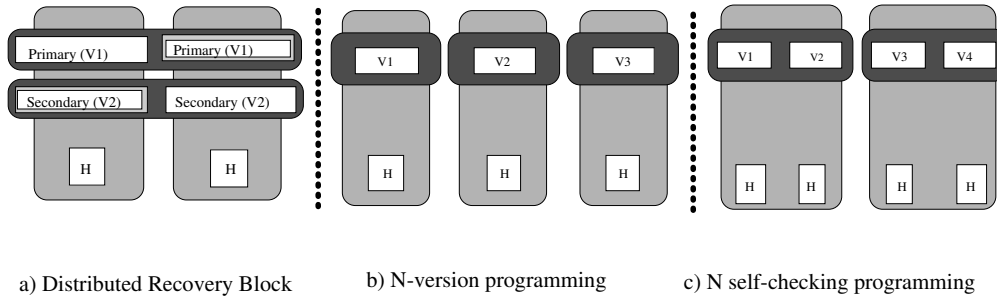 Primary (V1)
Primary (V1)
Secondary (V2)
Secondary (V2)
H
H
a) Distributed Recovery Block
V1
V2
V3
H
H
H
b) N-version programming
V1
V2
V3
V4
H
H
H
H
c) N self-checking programming